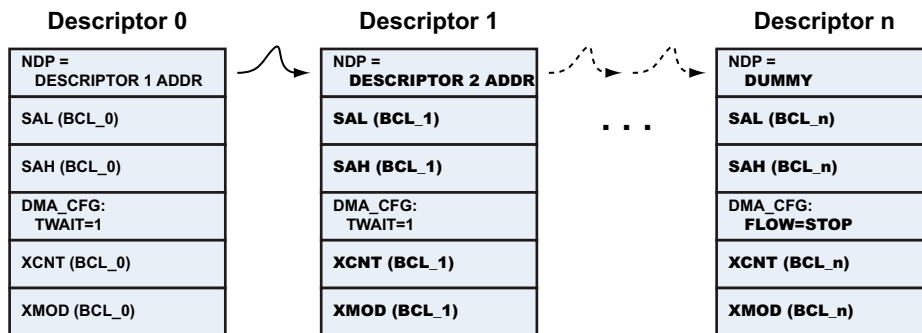 Descriptor 0
NDP =
DESCRIPTOR 1 ADDR
SAL (BCL_0)
SAH (BCL_0)
DMA_CFG:
TWAIT=1
XCNT (BCL_0)
XMOD (BCL_0)
Descriptor 1
NDP =
DESCRIPTOR 2 ADDR
SAL (BCL_1)
SAH (BCL_1)
DMA_CFG:
TWAIT=1
XCNT (BCL_1)
XMOD (BCL_1)
. . .
Descriptor n
NDP =
DUMMY
SAL (BCL_n)
SAH (BCL_n)
DMA_CFG:
FLOW=STOP
XCNT (BCL_n)
XMOD (BCL_n)